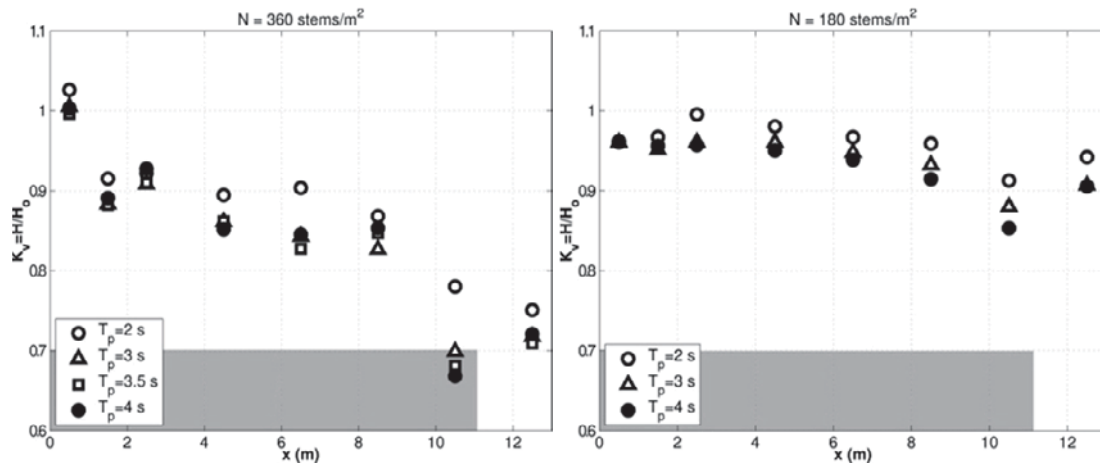 N = 360 stems/m²
1.1
1
0.9
0.8
0.7
0.6
K_v=H/H_o
T_p=2 s
T_p=3 s
T_p=3.5 s
T_p=4 s
0 2 4 6 8 10 12
x (m)
N = 180 stems/m²
1.1
1
0.9
0.8
0.7
0.6
K_v=H/H_o
T_p=2 s
T_p=3 s
T_p=4 s
0 2 4 6 8 10 12
x (m)